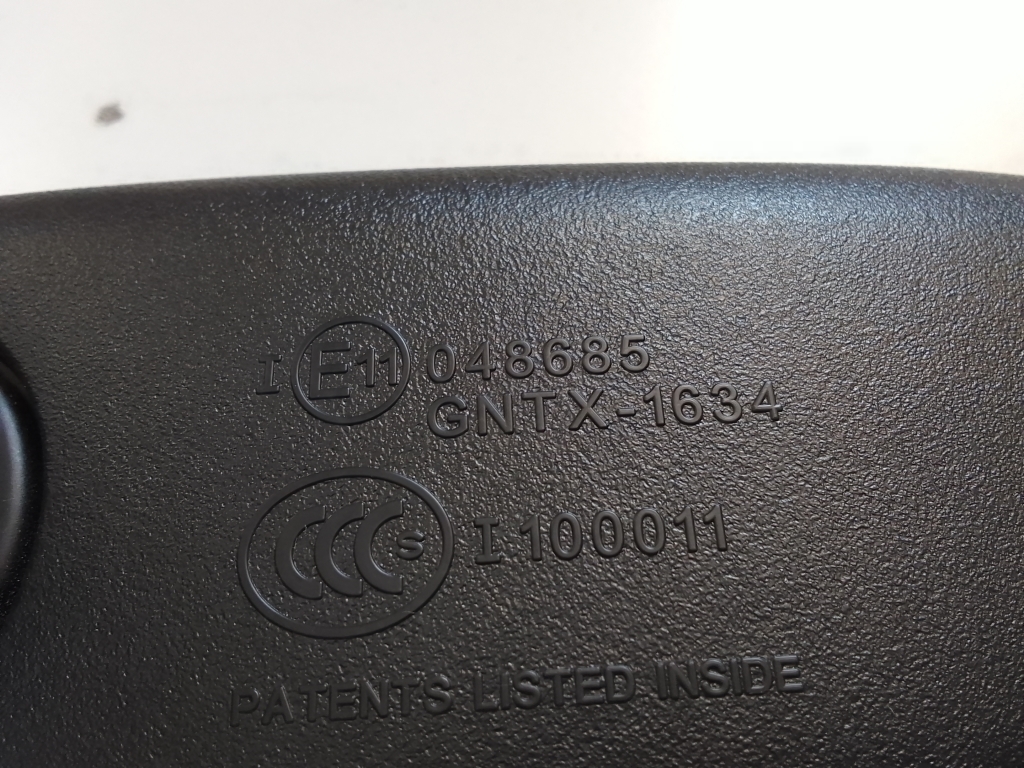 I E11 048685
GNTX-1634
CCC S I 100011
PATENTS LISTED INSIDE